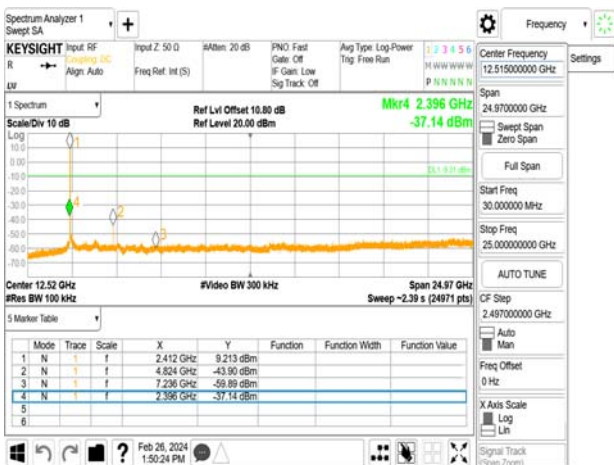 Spectrum Analyzer 1
Swept SA
KEYSIGHT
R
Input: RF
Coupling: DC
Align: Auto
Input Z: 50 Ω
Freq Ref: Int (S)
#Atten: 20 dB
PNO: Fast
Gate: Off
IF Gain: Low
Sig Track: Off
Avg Type: Log-Power
Trig: Free Run
1 2 3 4 5 6
M W W W W W
P N N N N N
1 Spectrum
Scale/Div 10 dB
Ref Lvl Offset 10.80 dB
Ref Level 20.00 dBm
Mkr4 2.396 GHz
-37.14 dBm
Log
10.0
0.00
-10.0
-20.0
-30.0
-40.0
-50.0
-60.0
-70.0
1
2
3
4
Center 12.52 GHz
#Res BW 100 kHz
#Video BW 300 kHz
Span 24.97 GHz
Sweep ~2.39 s (24971 pts)
5 Marker Table
Mode Trace Scale X Y Function Function Width Function Value
1 N 1 f 2.412 GHz 9.213 dBm
2 N 1 f 4.824 GHz -43.90 dBm
3 N 1 f 7.236 GHz -59.89 dBm
4 N 1 f 2.396 GHz -37.14 dBm
5
6
?
Feb 26, 2024
1:50:24 PM
Frequency
Settings
Center Frequency
12.515000000 GHz
Span
24.9700000 GHz
Swept Span
Zero Span
Full Span
Start Freq
30.000000 MHz
Stop Freq
25.000000000 GHz
AUTO TUNE
CF Step
2.497000000 GHz
Auto
Man
Freq Offset
0 Hz
X Axis Scale
Log
Lin
Signal Track
(Span Zoom)